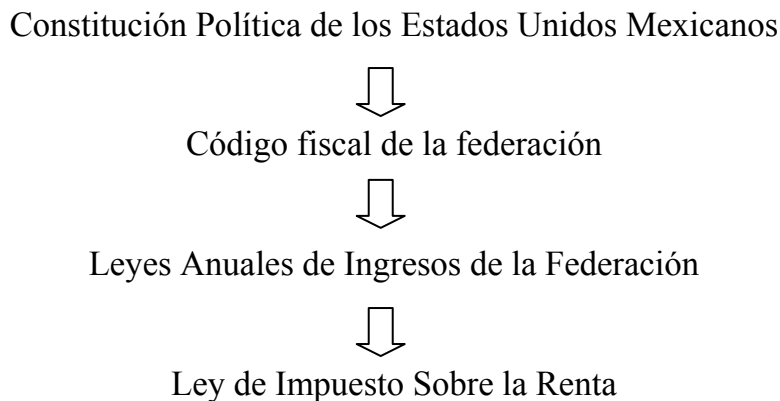 Constitución Política de los Estados Unidos Mexicanos
Código fiscal de la federación
Leyes Anuales de Ingresos de la Federación
Ley de Impuesto Sobre la Renta